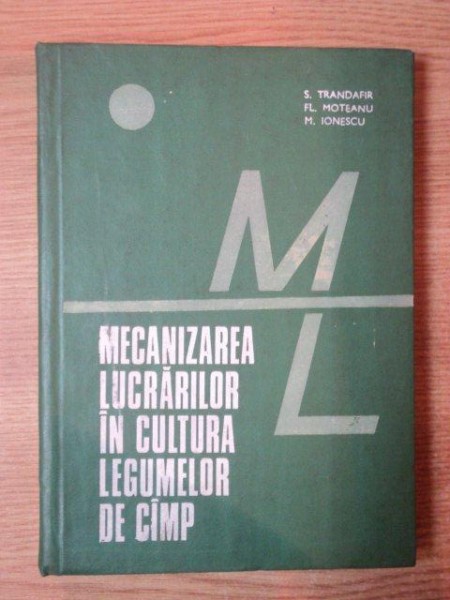 S. TRANDAFIR
FL. MOTEANU
M. IONESCU
M
L
MECANIZAREA
LUCRĂRILOR
ÎN CULTURA
LEGUMELOR
DE CÎMP